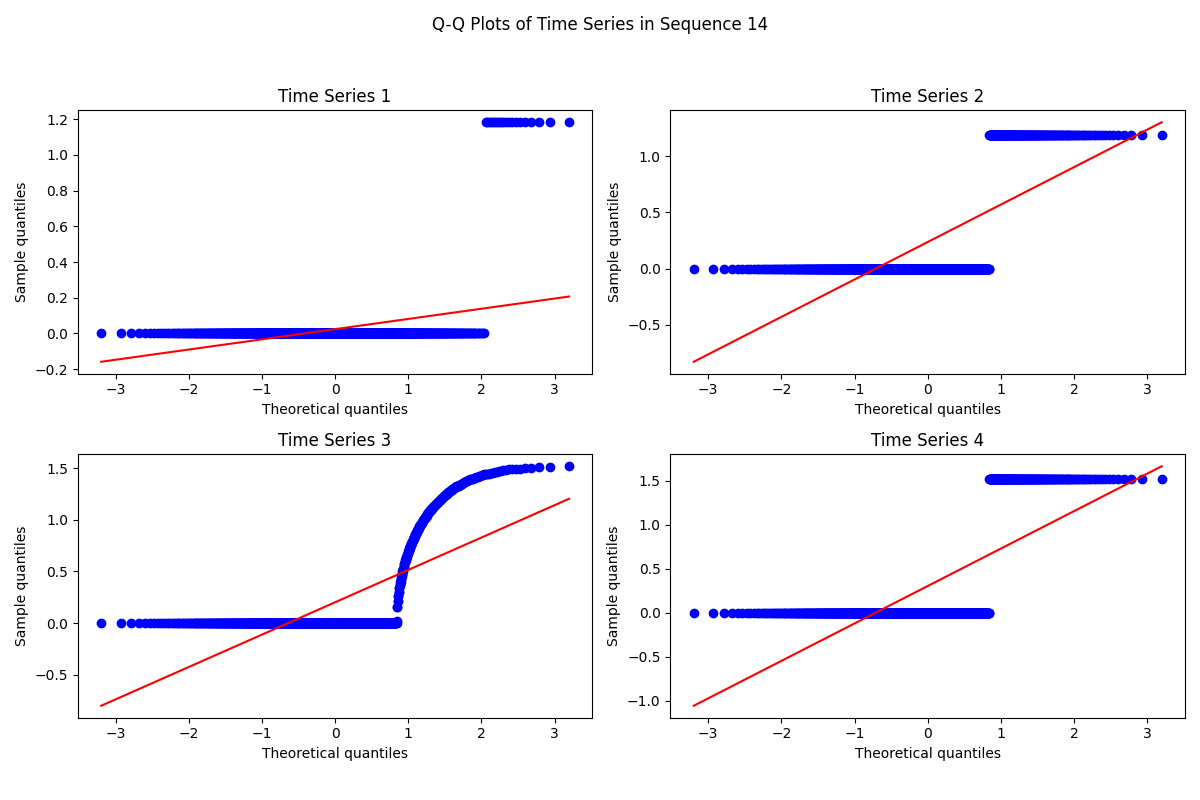 Q-Q Plots of Time Series in Sequence 14
Time Series 1
Sample quantiles
1.2
1.0
0.8
0.6
0.4
0.2
0.0
−0.2
−3 −2 −1 0 1 2 3
Theoretical quantiles
Time Series 2
Sample quantiles
1.0
0.5
0.0
−0.5
−3 −2 −1 0 1 2 3
Theoretical quantiles
Time Series 3
Sample quantiles
1.5
1.0
0.5
0.0
−0.5
−3 −2 −1 0 1 2 3
Theoretical quantiles
Time Series 4
Sample quantiles
1.5
1.0
0.5
0.0
−0.5
−1.0
−3 −2 −1 0 1 2 3
Theoretical quantiles